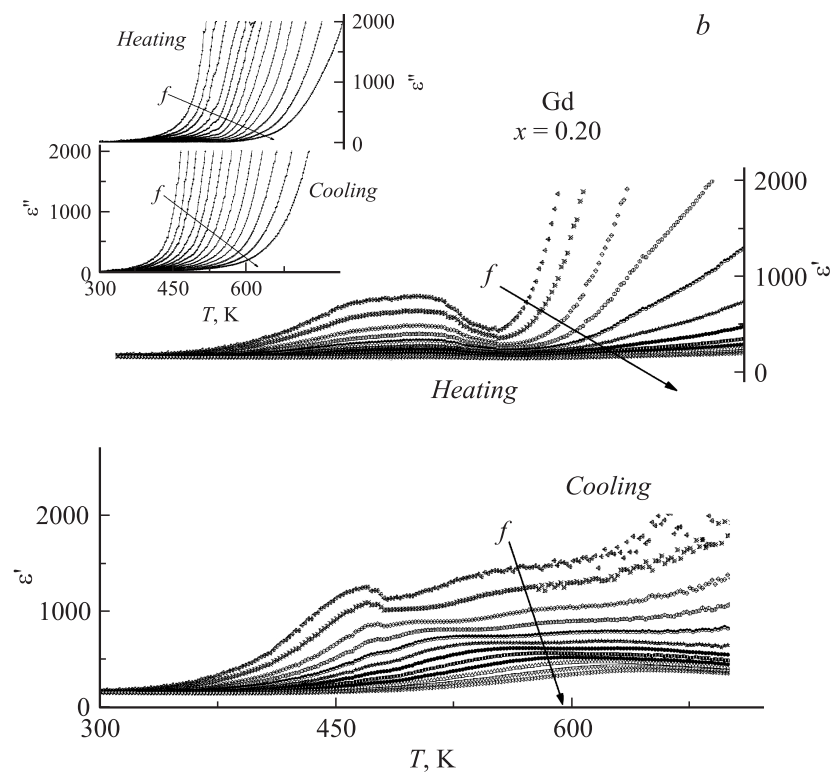 b
2000
Heating
1000
ε''
f
0
2000
ε''
f
Cooling
1000
0
300
450
600
T, K
Gd
x = 0.20
2000
1000
ε'
f
0
Heating
Cooling
2000
f
ε'
1000
0
300
450
600
T, K